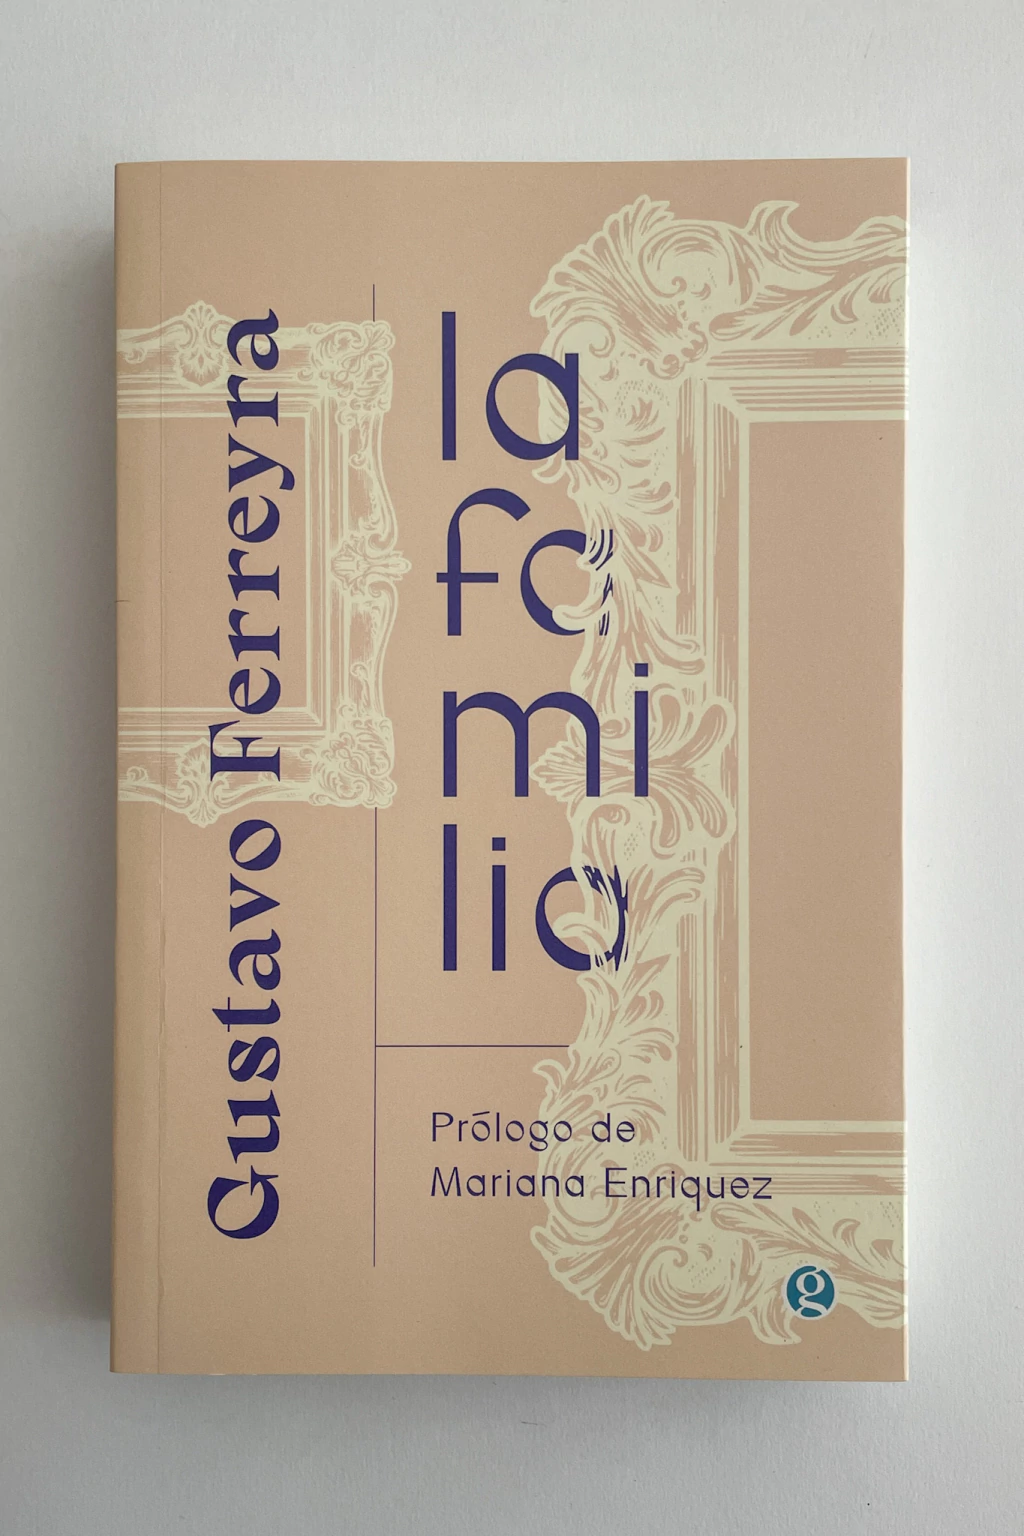 Gustavo Ferreyra
la
fa
mi
lia
Prólogo de
Mariana Enriquez
g